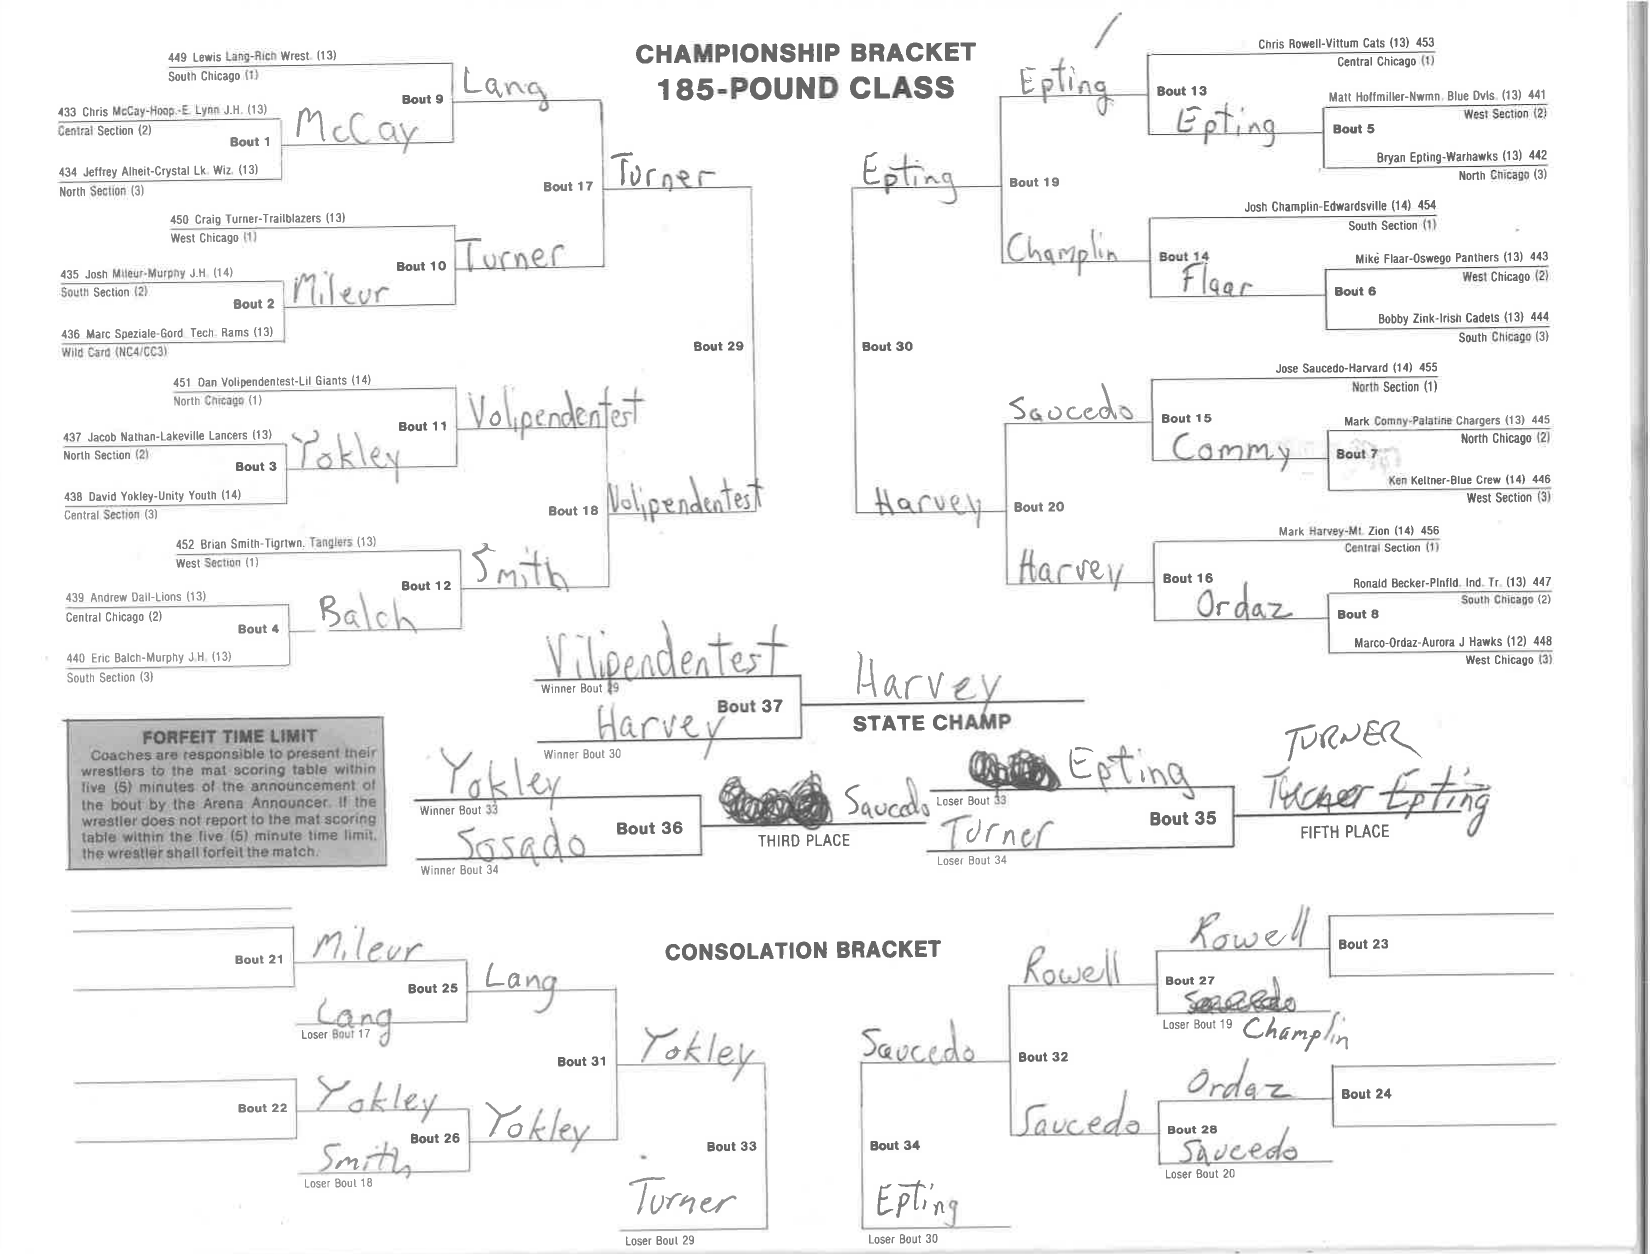 CHAMPIONSHIP BRACKET
185-POUND CLASS
449 Lewis Lang-Rich Wrest. (13)
South Chicago (1)
Bout 9
Lang
433 Chris McCay-Hoop.-E. Lynn J.H. (13)
Central Section (2)
Bout 1
McCay
434 Jeffrey Alheit-Crystal Lk. Wiz. (13)
North Section (3)
Bout 17
Turner
450 Craig Turner-Trailblazers (13)
West Chicago (1)
Bout 10
Turner
435 Josh Mileur-Murphy J.H. (14)
South Section (2)
Bout 2
Mileur
436 Marc Speziale-Gord. Tech. Rams (13)
Wild Card (NC4/CC3)
Bout 29
451 Dan Volipendentest-Lil Giants (14)
North Chicago (1)
Bout 11
Volipendentest
437 Jacob Nathan-Lakeville Lancers (13)
North Section (2)
Bout 3
Yokley
438 David Yokley-Unity Youth (14)
Central Section (3)
Bout 18
Volipendentest
452 Brian Smith-Tigrtwn. Tanglers (13)
West Section (1)
Bout 12
Smith
439 Andrew Dail-Lions (13)
Central Chicago (2)
Bout 4
Balch
440 Eric Balch-Murphy J.H. (13)
South Section (3)
Chris Rowell-Vittum Cats (13) 453
Central Chicago (1)
Epting
Bout 13
Epting
Matt Hoffmiller-Nwmn. Blue Dvls. (13) 441
West Section (2)
Bout 5
Bryan Epting-Warhawks (13) 442
North Chicago (3)
Epting
Bout 19
Josh Champlin-Edwardsville (14) 454
South Section (1)
Champlin
Bout 14
Flaar
Mike Flaar-Oswego Panthers (13) 443
West Chicago (2)
Bout 6
Bobby Zink-Irish Cadets (13) 444
South Chicago (3)
Bout 30
Jose Saucedo-Harvard (14) 455
North Section (1)
Saucedo
Bout 15
Commy
Mark Comny-Palatine Chargers (13) 445
North Chicago (2)
Bout 7
Ken Keltner-Blue Crew (14) 446
West Section (3)
Harvey
Bout 20
Mark Harvey-Mt. Zion (14) 456
Central Section (1)
Harvey
Bout 16
Ordaz
Ronald Becker-Plnfld. Ind. Tr. (13) 447
South Chicago (2)
Bout 8
Marco-Ordaz-Aurora J Hawks (12) 448
West Chicago (3)
Vilipendentest
Winner Bout 29
Bout 37
Harvey
Winner Bout 30
Harvey
STATE CHAMP
FORFEIT TIME LIMIT
Coaches are responsible to present their
wrestlers to the mat scoring table within
five (5) minutes of the announcement of
the bout by the Arena Announcer. If the
wrestler does not report to the mat scoring
table within the five (5) minute time limit,
the wrestler shall forfeit the match.
Yokley
Winner Bout 33
Bout 36
Sosado
Winner Bout 34
Saucedo
THIRD PLACE
Epting
Loser Bout 33
Bout 35
Turner
Loser Bout 34
TURNER
Turner Epting
FIFTH PLACE
CONSOLATION BRACKET
Bout 21
Mileur
Bout 25
Lang
Lang
Loser Bout 17
Bout 31
Yokley
Bout 22
Yokley
Bout 26
Yokley
Smith
Loser Bout 18
Bout 33
Turner
Loser Bout 29
Rowell
Bout 23
Rowell
Bout 27
Saucedo
Loser Bout 19 Champlin
Saucedo
Bout 32
Ordaz
Bout 24
Saucedo
Bout 28
Saucedo
Loser Bout 20
Bout 34
Epting
Loser Bout 30